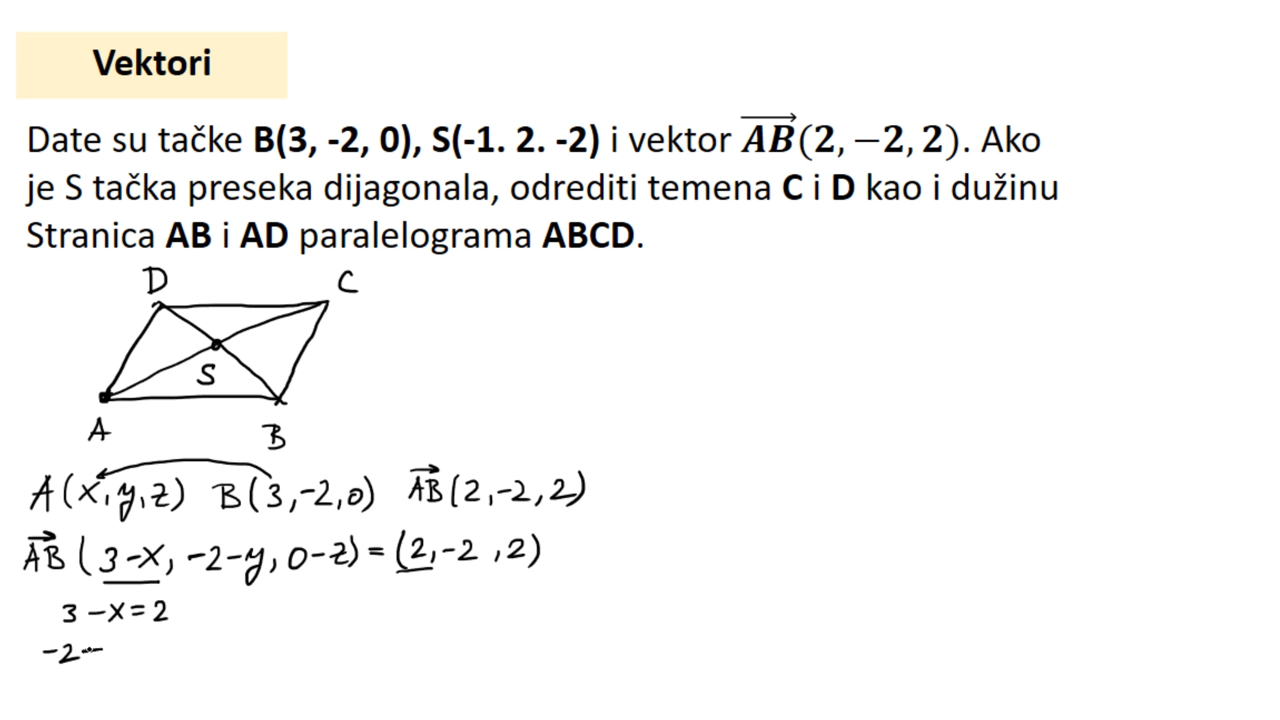 Vektori
Date su tačke B(3, -2, 0), S(-1. 2. -2) i vektor \overrightarrow{AB}(2, −2, 2). Ako
je S tačka preseka dijagonala, odrediti temena C i D kao i dužinu
Stranica AB i AD paralelograma ABCD.
D C
S
A B
A(x, y, z) B(3, -2, 0) \overrightarrow{AB}(2, -2, 2)
\overrightarrow{AB}(3-x, -2-y, 0-z) = (2, -2, 2)
3-x=2
-2-